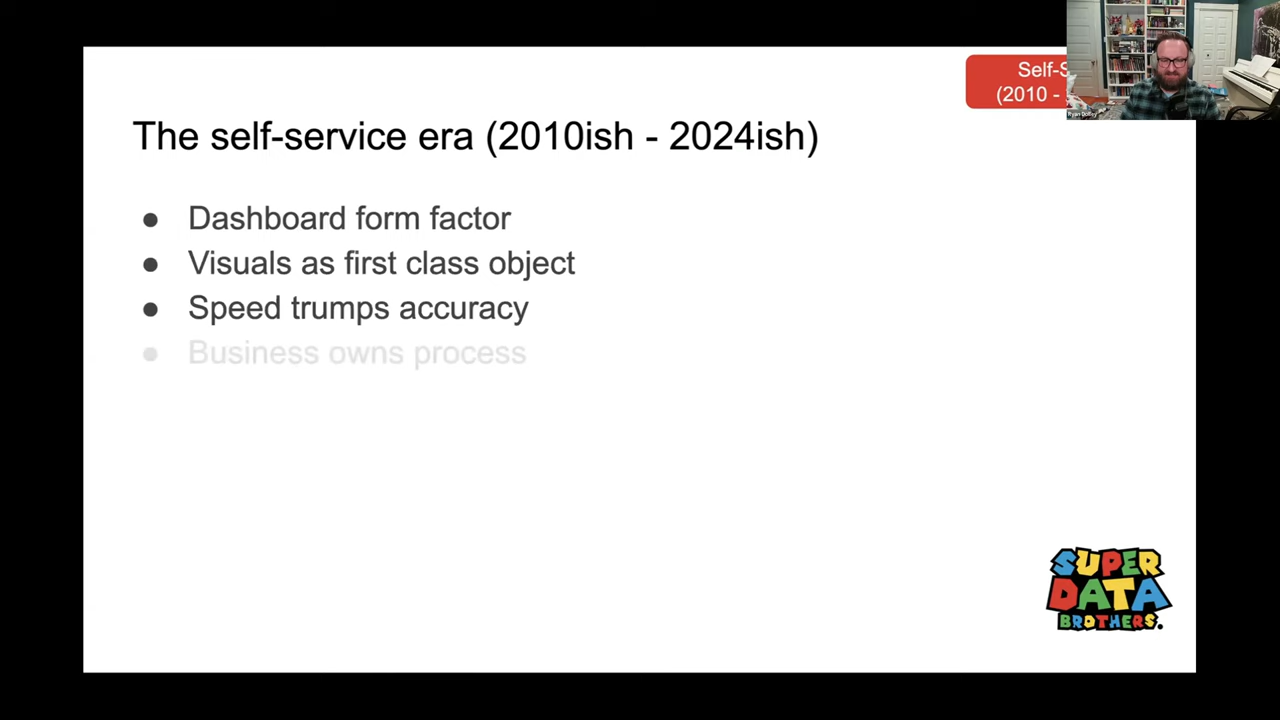 Self-S
(2010 -
The self-service era (2010ish - 2024ish)
● Dashboard form factor
● Visuals as first class object
● Speed trumps accuracy
● Business owns process
SUPER
DATA
BROTHERS.